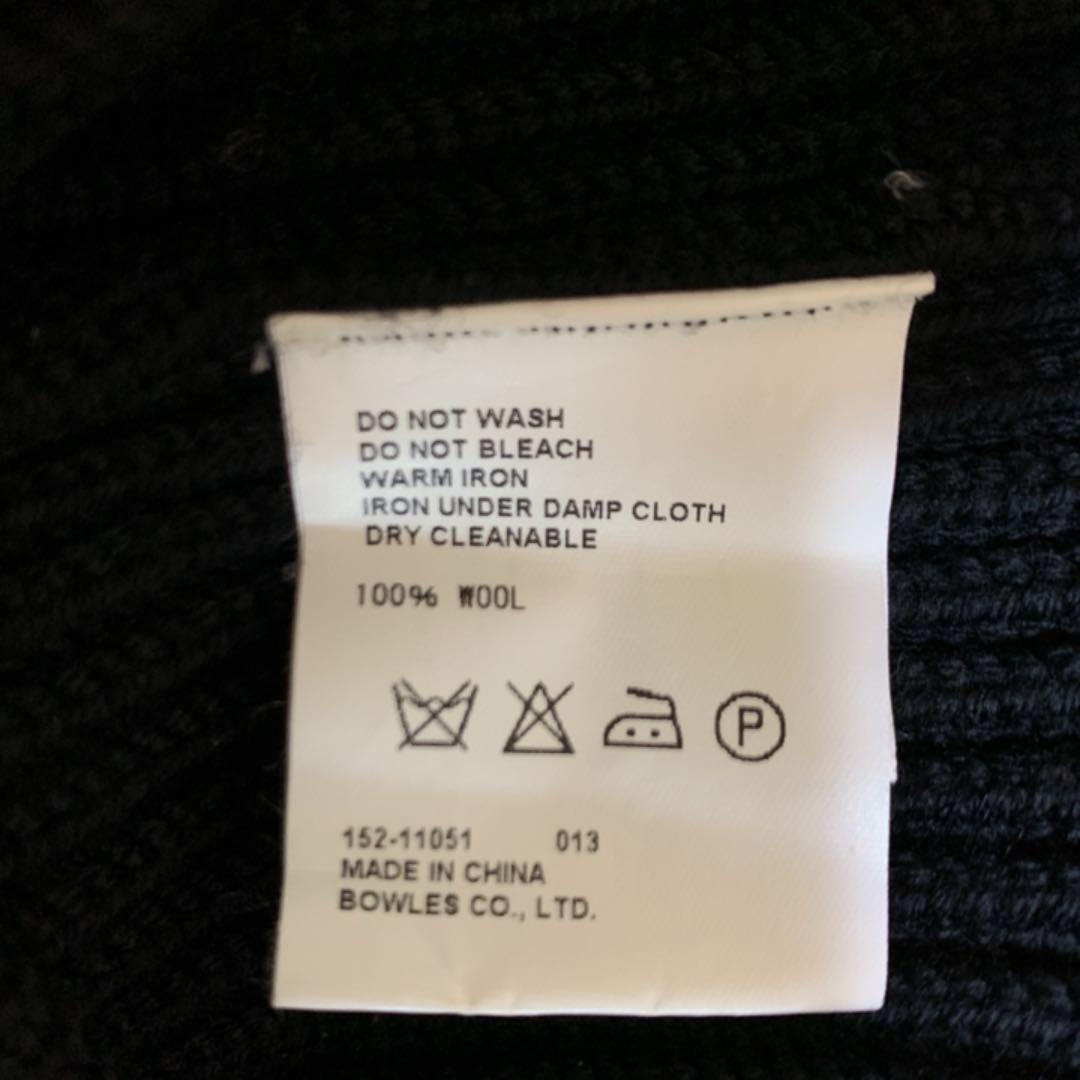 DO NOT WASH
DO NOT BLEACH
WARM IRON
IRON UNDER DAMP CLOTH
DRY CLEANABLE
100% WOOL
P
152-11051 013
MADE IN CHINA
BOWLES CO., LTD.